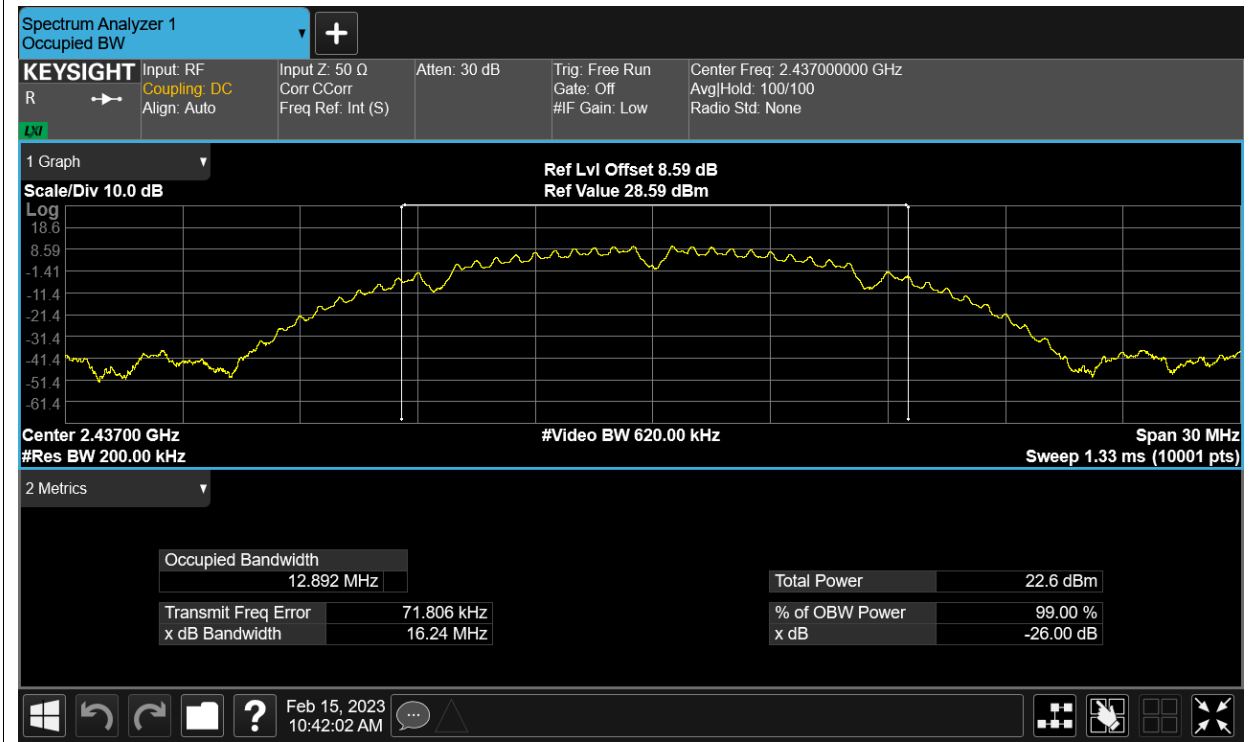 Spectrum Analyzer 1
Occupied BW
KEYSIGHT
R
LXI
Input: RF
Coupling: DC
Align: Auto
Input Z: 50 Ω
Corr CCorr
Freq Ref: Int (S)
Atten: 30 dB
Trig: Free Run
Gate: Off
#IF Gain: Low
Center Freq: 2.437000000 GHz
Avg|Hold: 100/100
Radio Std: None
1 Graph
Scale/Div 10.0 dB
Ref Lvl Offset 8.59 dB
Ref Value 28.59 dBm
Log
18.6
8.59
-1.41
-11.4
-21.4
-31.4
-41.4
-51.4
-61.4
Center 2.43700 GHz
#Video BW 620.00 kHz
Span 30 MHz
#Res BW 200.00 kHz
Sweep 1.33 ms (10001 pts)
2 Metrics
Occupied Bandwidth
12.892 MHz
Transmit Freq Error 71.806 kHz
x dB Bandwidth 16.24 MHz
Total Power 22.6 dBm
% of OBW Power 99.00 %
x dB -26.00 dB
?
Feb 15, 2023
10:42:02 AM